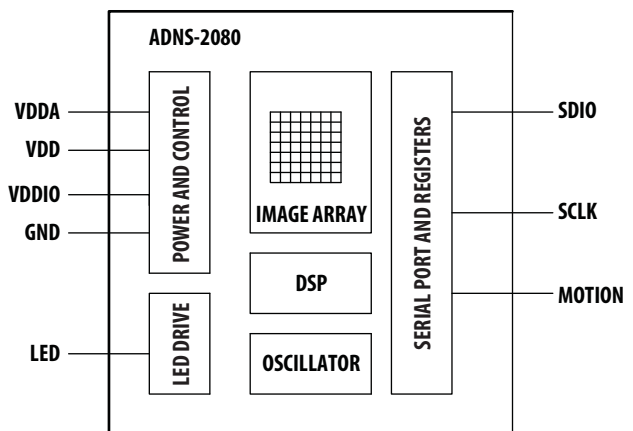 ADNS-2080
VDDA
VDD
VDDIO
GND
LED
POWER AND CONTROL
LED DRIVE
IMAGE ARRAY
DSP
OSCILLATOR
SERIAL PORT AND REGISTERS
SDIO
SCLK
MOTION